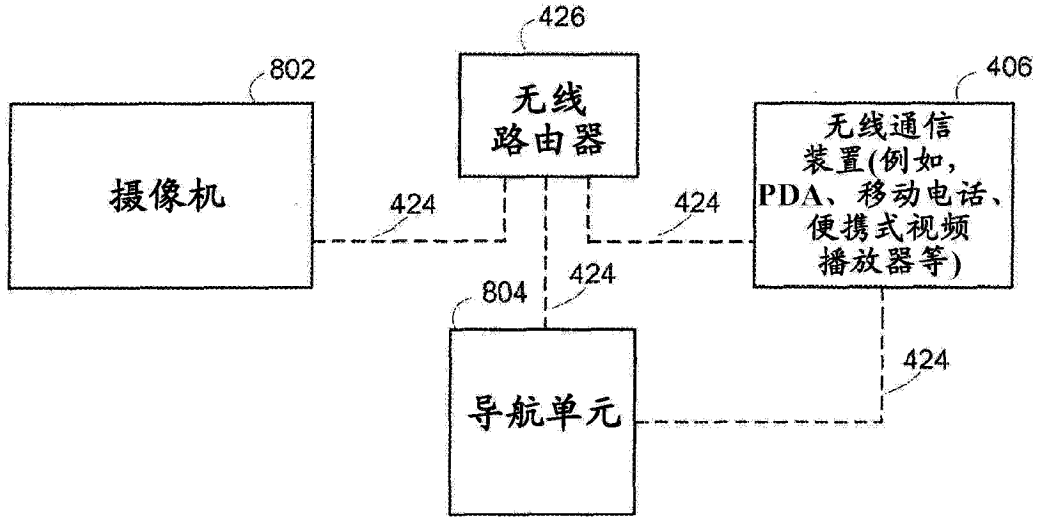 802
摄像机
424
426
无线
路由器
424
406
无线通信
装置(例如,
PDA、移动电话、
便携式视频
播放器等)
424
804
导航单元
424